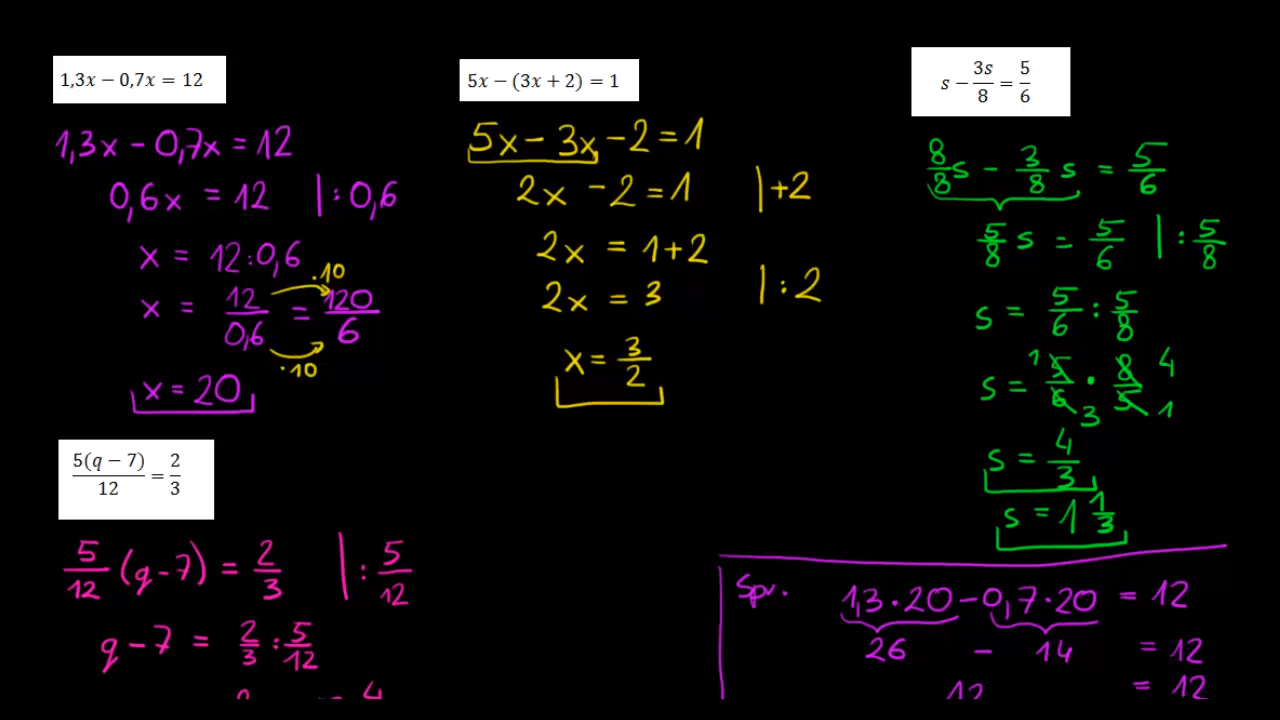 1,3x − 0,7x = 12
1,3x − 0,7x = 12
0,6x = 12 | : 0,6
x = 12 : 0,6
x = 12/0,6 = 120/6
·10
·10
x = 20
5x − (3x + 2) = 1
5x − 3x − 2 = 1
2x − 2 = 1 | +2
2x = 1 + 2
2x = 3 | : 2
x = 3/2
s − 3s/8 = 5/6
8/8 s − 3/8 s = 5/6
5/8 s = 5/6 | : 5/8
s = 5/6 : 5/8
s = 5/6 · 8/5
1 4
3 1
s = 4/3
s = 1 1/3
5(q − 7)/12 = 2/3
5/12 (q − 7) = 2/3 | : 5/12
q − 7 = 2/3 : 5/12
Spr. 1,3 · 20 − 0,7 · 20 = 12
26 − 14 = 12
12 = 12